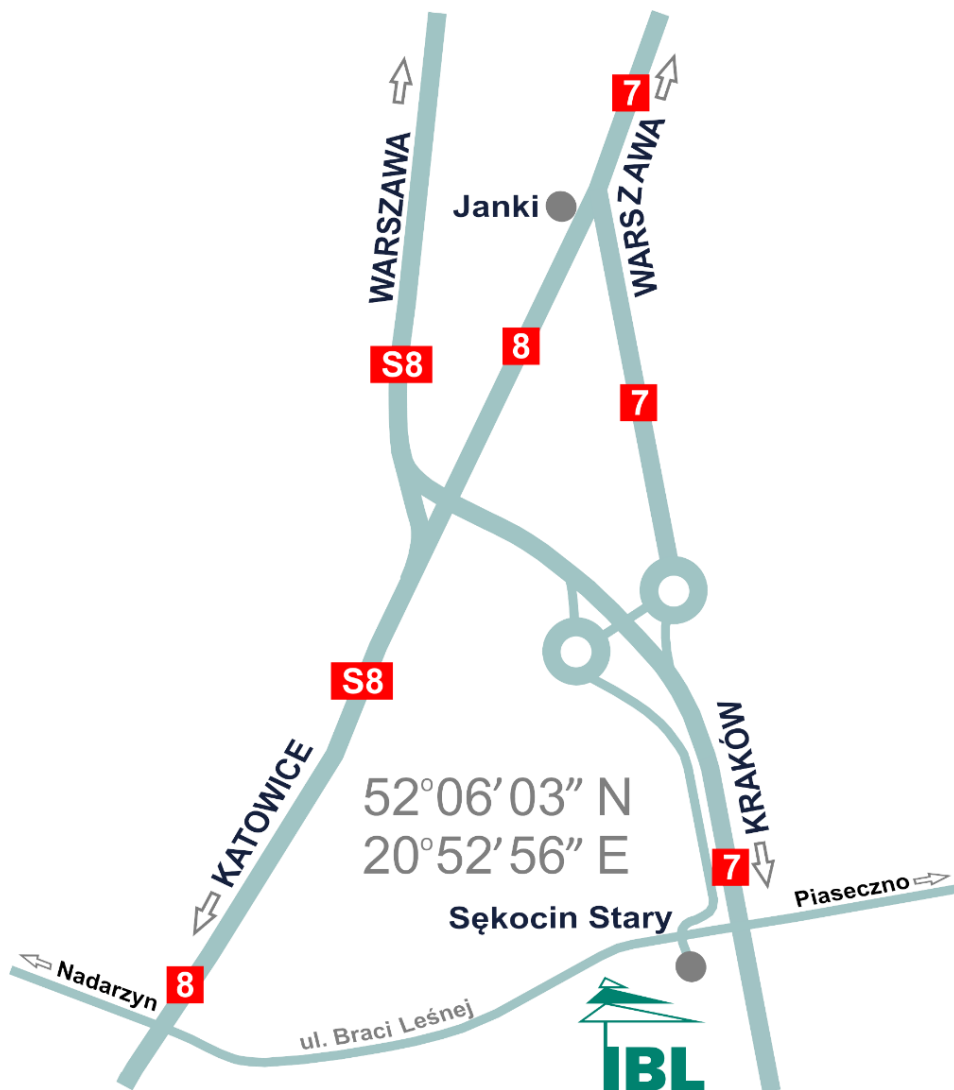 7
WARSZAWA
WARSZAWA
Janki
8
S8
7
S8
KRAKÓW
KATOWICE
52°06′03″ N
20°52′56″ E
7
Piaseczno
Sękocin Stary
Nadarzyn
8
ul. Braci Leśnej
IBL